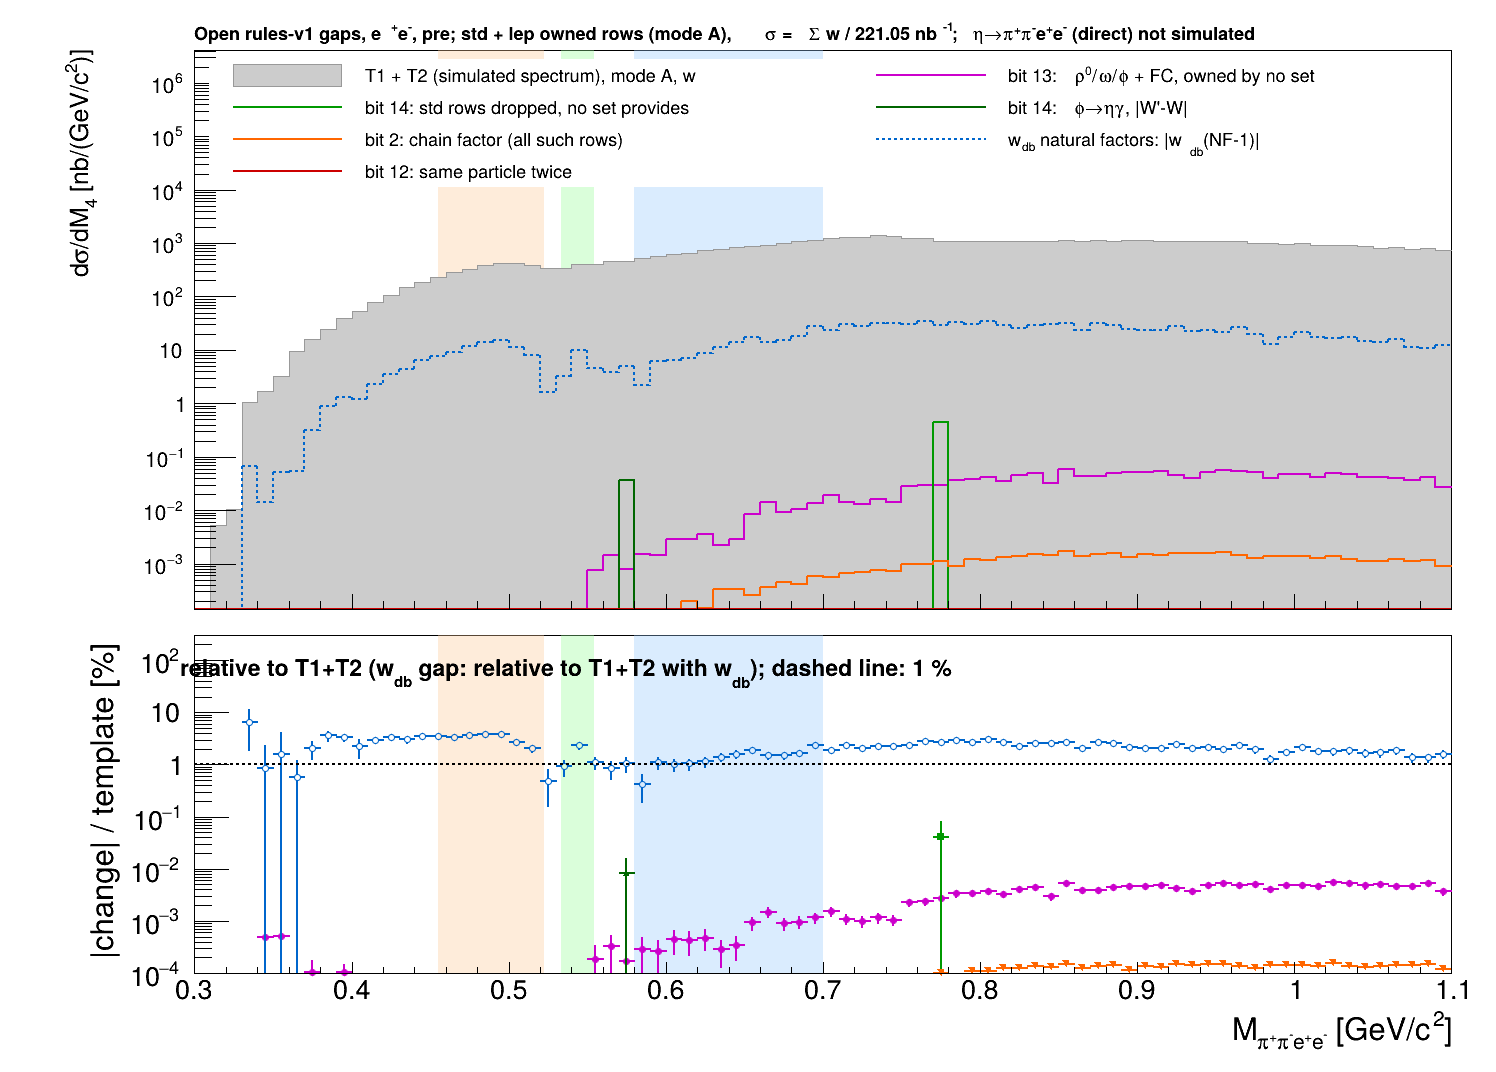 Open rules-v1 gaps, e⁺e⁻, pre; std + lep owned rows (mode A), σ = Σ w / 221.05 nb⁻¹; η→π⁺π⁻e⁺e⁻ (direct) not simulated
dσ/dM₄ [nb/(GeV/c²)]
T1 + T2 (simulated spectrum), mode A, w
bit 14: std rows dropped, no set provides
bit 2: chain factor (all such rows)
bit 12: same particle twice
bit 13: ρ⁰/ω/ϕ + FC, owned by no set
bit 14: ϕ→ηγ, |W'-W|
w_db natural factors: |w_db(NF-1)|
10⁶
10⁵
10⁴
10³
10²
10
1
10⁻¹
10⁻²
10⁻³
relative to T1+T2 (w_db gap: relative to T1+T2 with w_db); dashed line: 1 %
|change| / template [%]
10²
10
1
10⁻¹
10⁻²
10⁻³
10⁻⁴
0.3 0.4 0.5 0.6 0.7 0.8 0.9 1 1.1
M_π⁺π⁻e⁺e⁻ [GeV/c²]